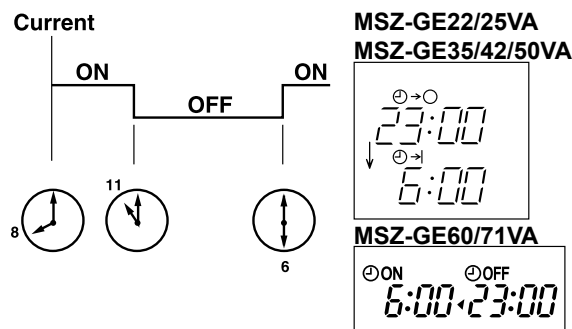 Current
ON
OFF
ON
8
11
6
MSZ-GE22/25VA
MSZ-GE35/42/50VA
23:00
6:00
MSZ-GE60/71VA
ON OFF
6:00 23:00